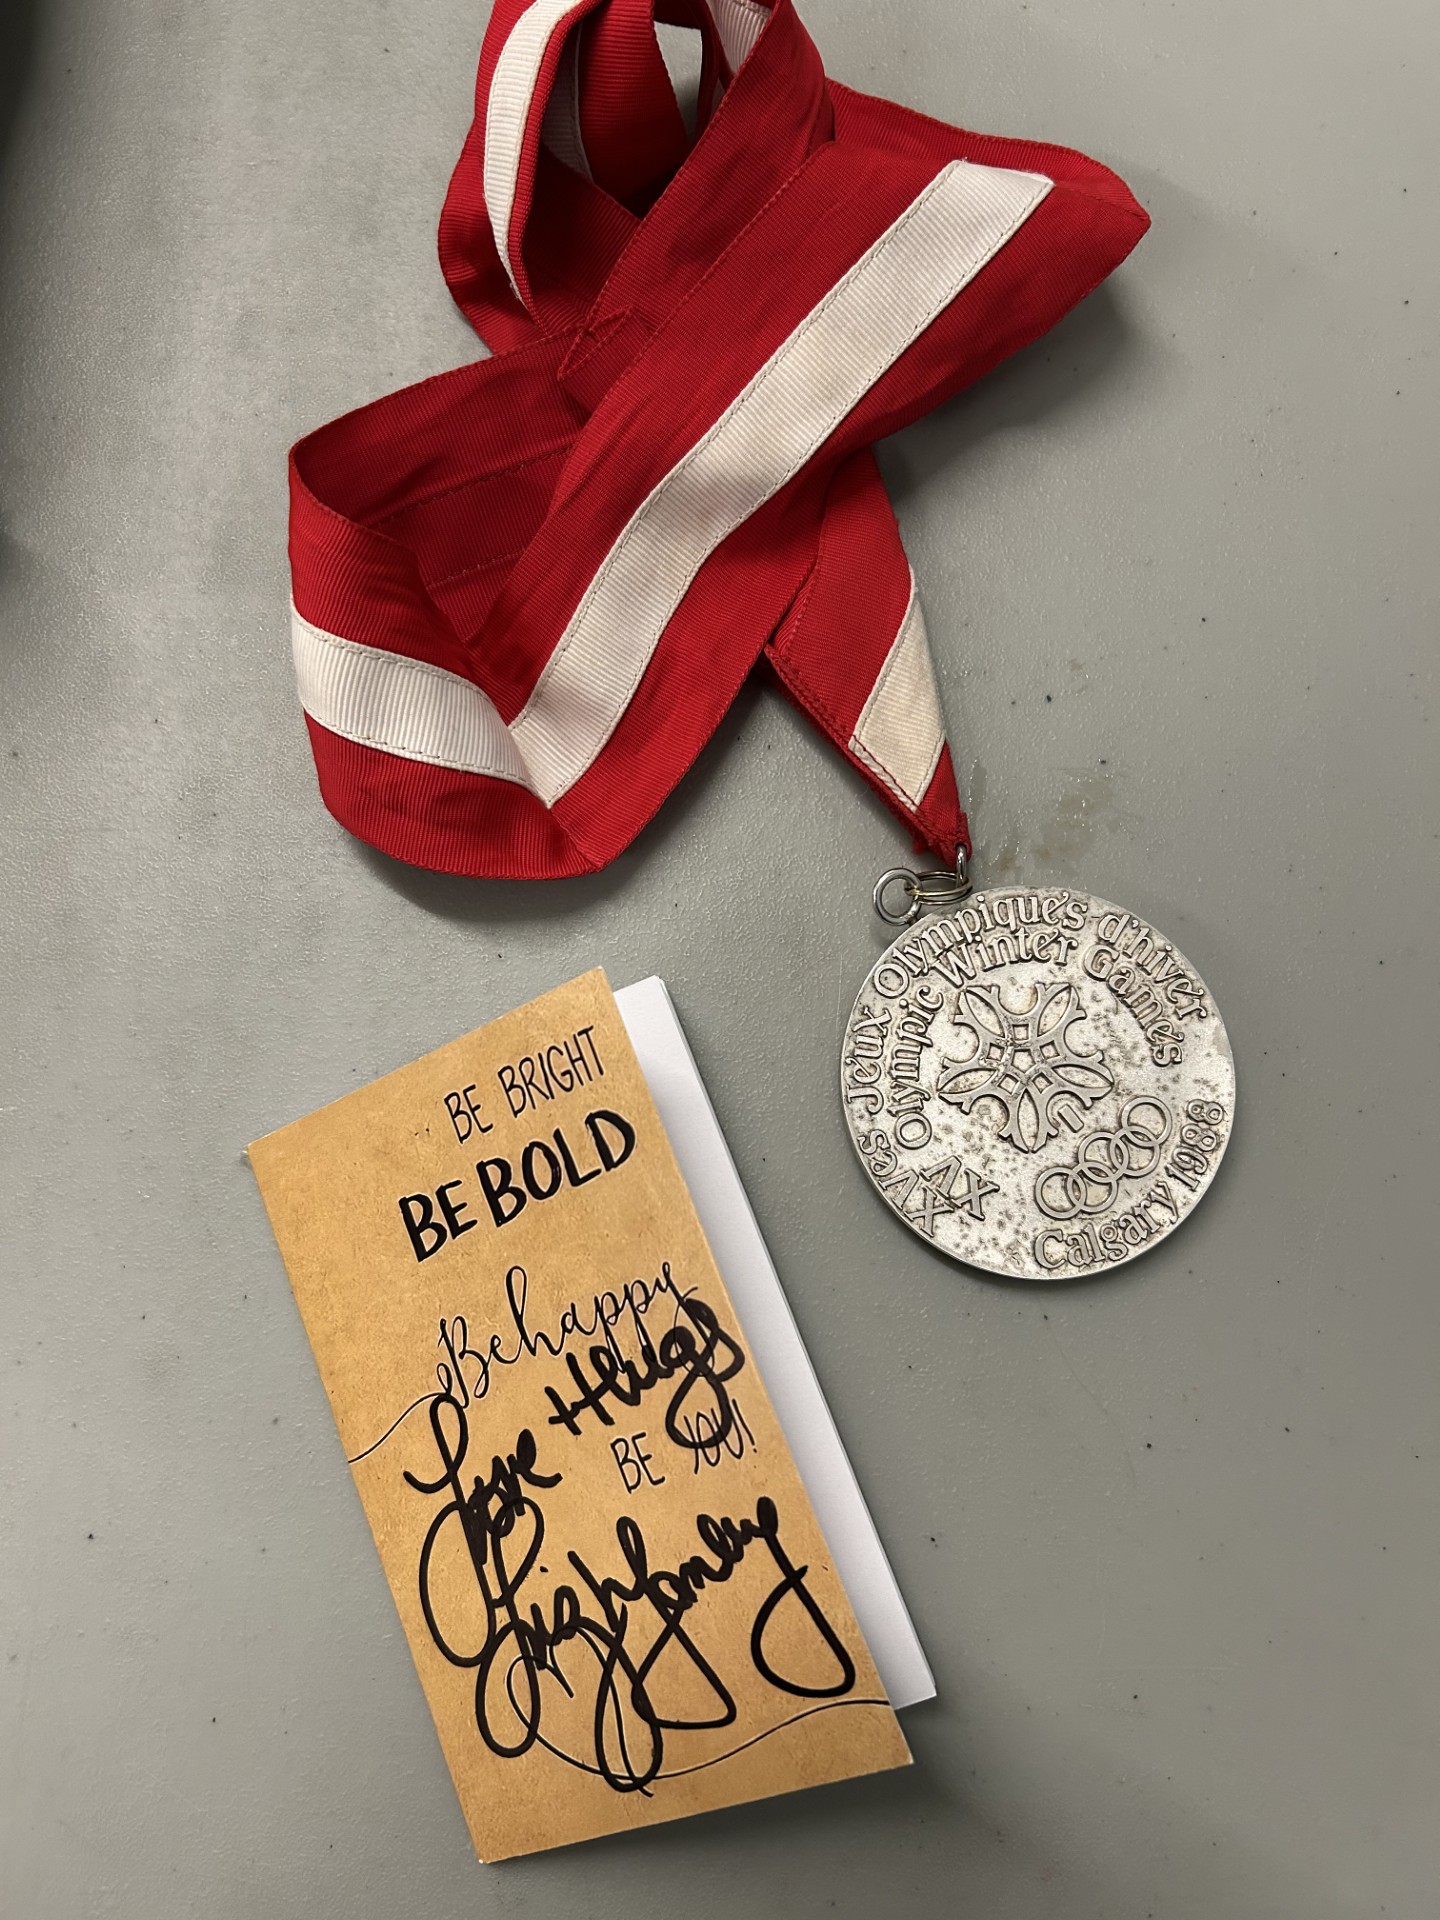 XVes Jeux Olympiques d'hiver
XV Olympic Winter Games
Calgary 1988
BE BRIGHT
BE BOLD
Be happy
BE YOU!
Love + Hugs
Manley